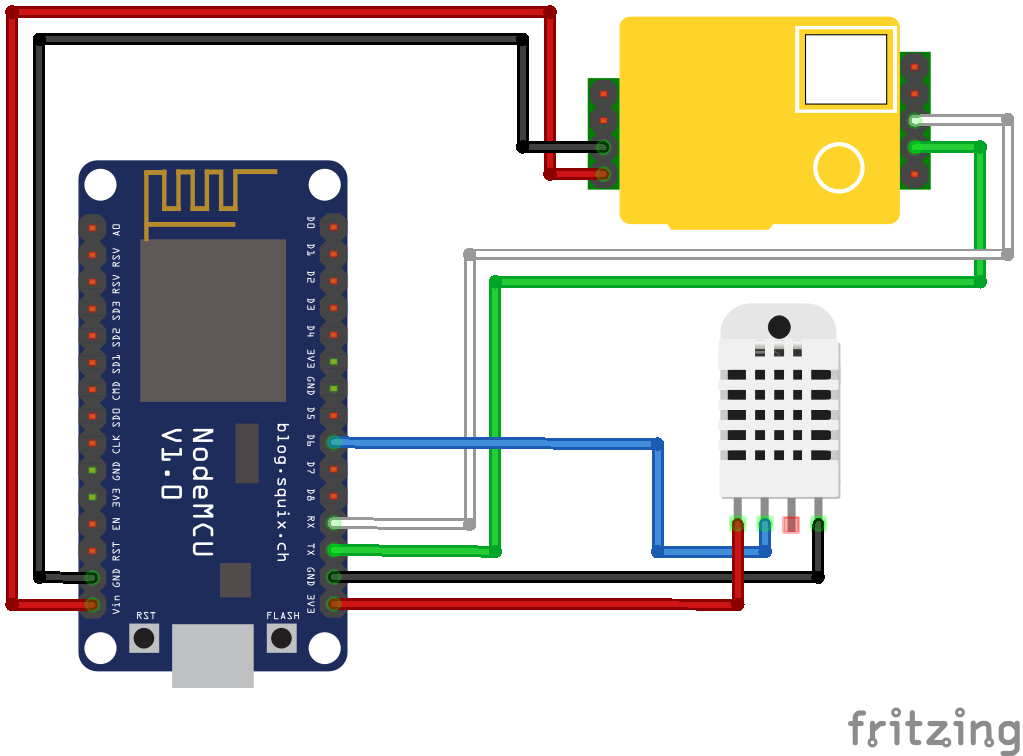 A0
RSV
RSV
SD3
SD2
SD1
CMD
SD0
CLK
GND
3V3
EN
RST
GND
Vin
D0
D1
D2
D3
D4
3V3
GND
D5
D6
D7
D8
RX
TX
GND
3V3
NodeMCU
V1.0
blog.squix.ch
RST
FLASH
fritzing